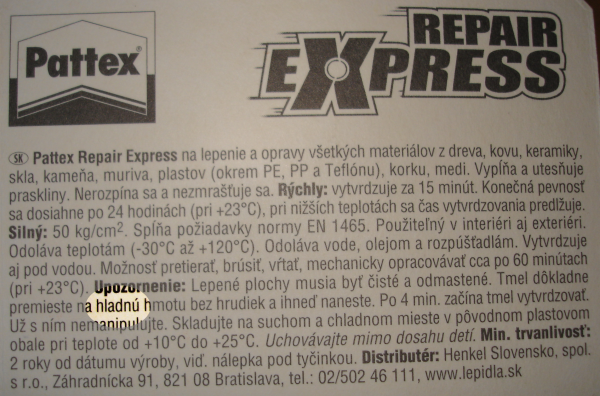 Pattex
REPAIR
EXPRESS
SK Pattex Repair Express na lepenie a opravy všetkých materiálov z dreva, kovu, keramiky,
skla, kameňa, muriva, plastov (okrem PE, PP a Teflónu), korku, medi. Vypĺňa a utesňuje
praskliny. Nerozpína sa a nezmrašťuje sa. Rýchly: vytvrdzuje za 15 minút. Konečná pevnosť
sa dosiahne po 24 hodinách (pri +23°C), pri nižších teplotách sa čas vytvrdzovania predlžuje.
Silný: 50 kg/cm². Spĺňa požiadavky normy EN 1465. Použiteľný v interiéri aj exteriéri.
Odoláva teplotám (-30°C až +120°C). Odoláva vode, olejom a rozpúšťadlám. Vytvrdzuje
aj pod vodou. Možnosť pretierať, brúsiť, vŕtať, mechanicky opracovávať cca po 60 minútach
(pri +23°C). Upozornenie: Lepené plochy musia byť čisté a odmastené. Tmel dôkladne
premieste na hladnú hmotu bez hrudiek a ihneď naneste. Po 4 min. začína tmel vytvrdzovať.
Už s ním nemanipulujte. Skladujte na suchom a chladnom mieste v pôvodnom plastovom
obale pri teplote od +10°C do +25°C. Uchovávajte mimo dosahu detí. Min. trvanlivosť:
2 roky od dátumu výroby, viď. nálepka pod tyčinkou. Distribútér: Henkel Slovensko, spol.
s r.o., Záhradnícka 91, 821 08 Bratislava, tel.: 02/502 46 111, www.lepidla.sk